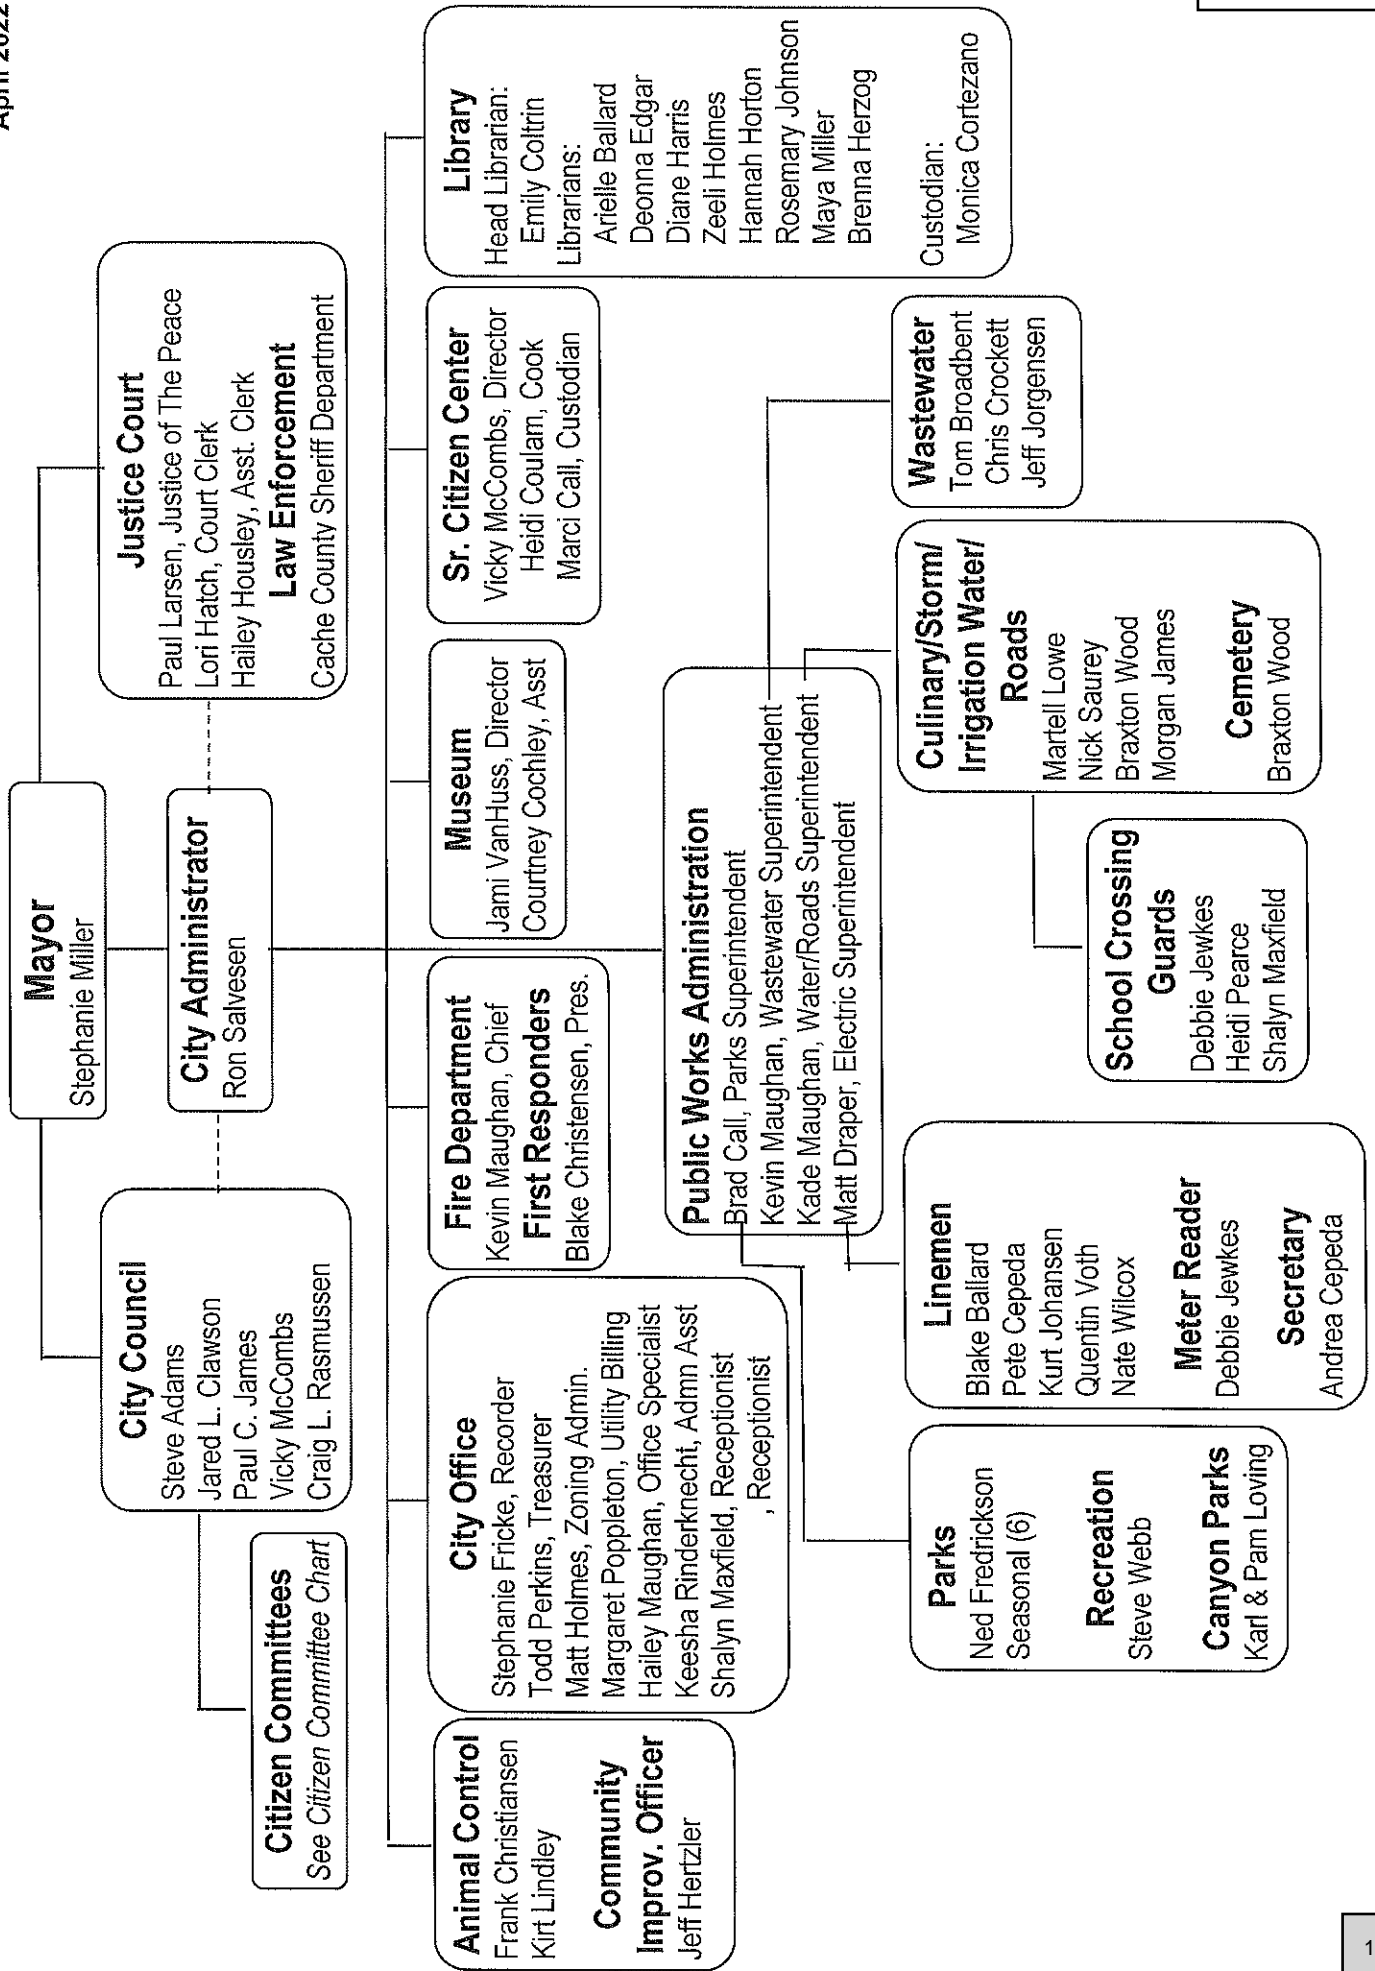 April 2022
Mayor
Stephanie Miller
City Administrator
Ron Salvesen
City Council
Steve Adams
Jared L. Clawson
Paul C. James
Vicky McCombs
Craig L. Rasmussen
Justice Court
Paul Larsen, Justice of The Peace
Lori Hatch, Court Clerk
Hailey Housley, Asst. Clerk
Law Enforcement
Cache County Sheriff Department
Citizen Committees
See Citizen Committee Chart
Animal Control
Frank Christiansen
Kirt Lindley
Community
Improv. Officer
Jeff Hertzler
City Office
Stephanie Fricke, Recorder
Todd Perkins, Treasurer
Matt Holmes, Zoning Admin.
Margaret Poppleton, Utility Billing
Hailey Maughan, Office Specialist
Keesha Rinderknecht, Admn Asst
Shalyn Maxfield, Receptionist
, Receptionist
Fire Department
Kevin Maughan, Chief
First Responders
Blake Christensen, Pres.
Museum
Jami VanHuss, Director
Courtney Cochley, Asst
Sr. Citizen Center
Vicky McCombs, Director
Heidi Coulam, Cook
Marci Call, Custodian
Library
Head Librarian:
Emily Coltrin
Librarians:
Arielle Ballard
Deonna Edgar
Diane Harris
Zeeli Holmes
Hannah Horton
Rosemary Johnson
Maya Miller
Brenna Herzog
Custodian:
Monica Cortezano
Public Works Administration
Brad Call, Parks Superintendent
Kevin Maughan, Wastewater Superintendent
Kade Maughan, Water/Roads Superintendent
Matt Draper, Electric Superintendent
Parks
Ned Fredrickson
Seasonal (6)
Recreation
Steve Webb
Canyon Parks
Karl & Pam Loving
Linemen
Blake Ballard
Pete Cepeda
Kurt Johansen
Quentin Voth
Nate Wilcox
Meter Reader
Debbie Jewkes
Secretary
Andrea Cepeda
School Crossing
Guards
Debbie Jewkes
Heidi Pearce
Shalyn Maxfield
Culinary/Storm/
Irrigation Water/
Roads
Martell Lowe
Nick Saurey
Braxton Wood
Morgan James
Cemetery
Braxton Wood
Wastewater
Tom Broadbent
Chris Crockett
Jeff Jorgensen
1